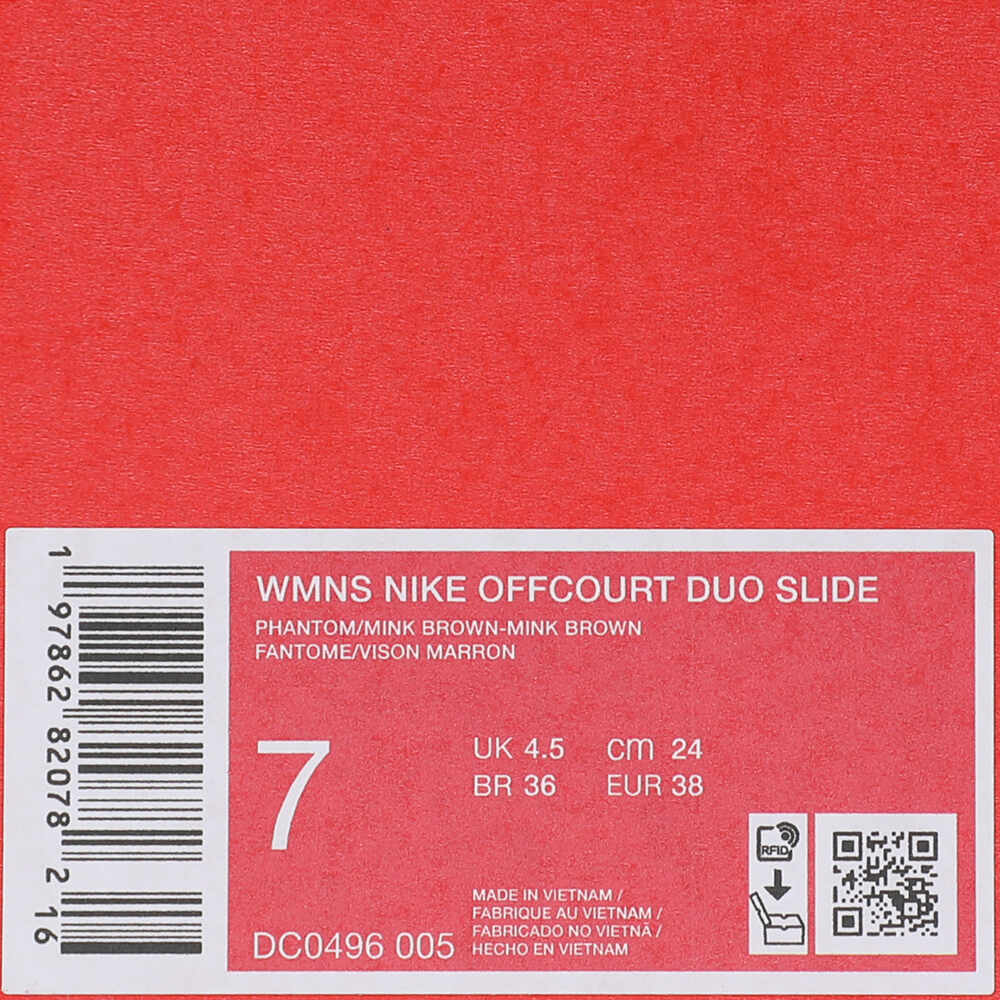 WMNS NIKE OFFCOURT DUO SLIDE
PHANTOM/MINK BROWN-MINK BROWN
FANTOME/VISON MARRON
7
UK 4.5 cm 24
BR 36 EUR 38
RFID
DC0496 005
MADE IN VIETNAM /
FABRIQUE AU VIETNAM /
FABRICADO NO VIETNÃ /
HECHO EN VIETNAM
1 97862 82078 2 16